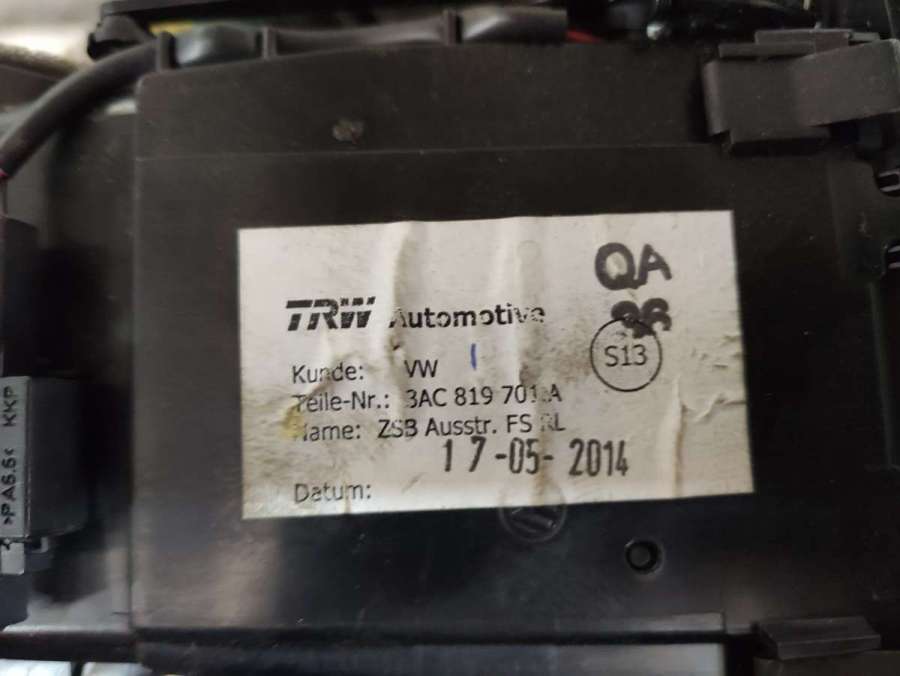 QA
TRW Automotive
S13
Kunde: VW
Teile-Nr.: 3AC 819 701 A
Name: ZSB Ausstr. FS
17-05-2014
Datum:
>PA6.6< KKP